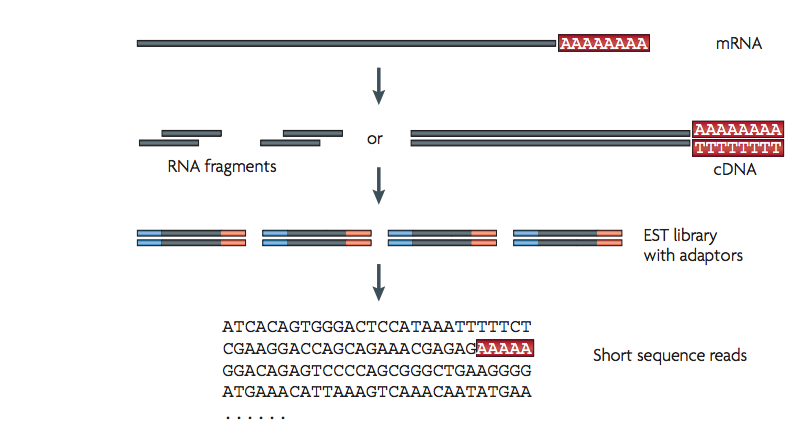 AAAAAAAA
mRNA
AAAAAAAA
or
TTTTTTTT
RNA fragments
cDNA
EST library
with adaptors
ATCACAGTGGGACTCCATAAATTTTTCT
CGAAGGACCAGCAGAAACGAGAGAAAAA
Short sequence reads
GGACAGAGTCCCCAGCGGGCTGAAGGGG
ATGAAACATTAAAGTCAAACAATATGAA
......